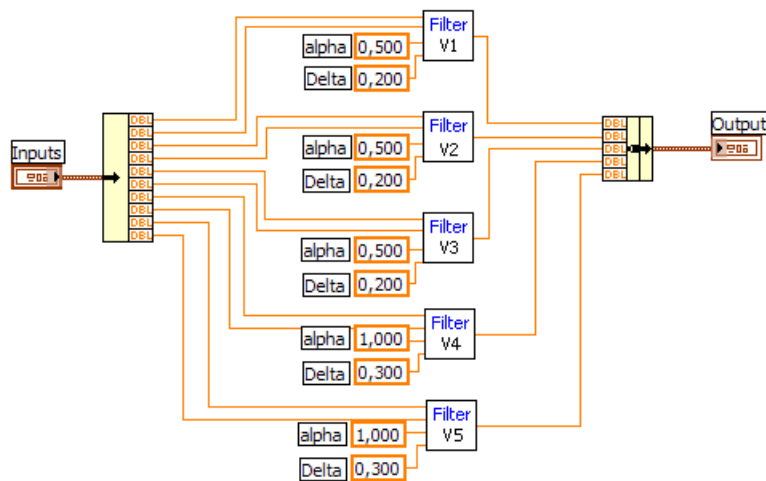 Inputs
DBL
DBL
DBL
DBL
DBL
DBL
DBL
DBL
DBL
DBL
Filter
V1
alpha 0,500
Delta 0,200
Filter
V2
alpha 0,500
Delta 0,200
Filter
V3
alpha 0,500
Delta 0,200
Filter
V4
alpha 1,000
Delta 0,300
Filter
V5
alpha 1,000
Delta 0,300
DBL
DBL
DBL
DBL
DBL
Output